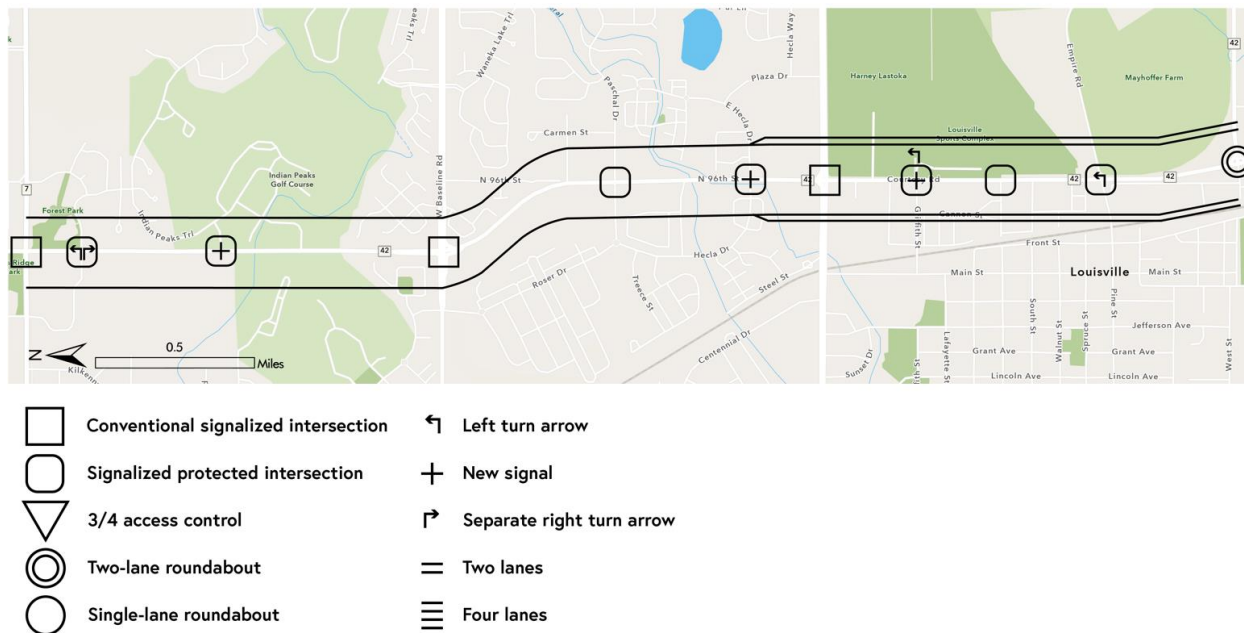 Hecla Way
Waneka Lake Trl
Plaza Dr
Harney Lastoka
Empire Rd
42
Mayhoffer Farm
Paschal Dr
E Hecla Dr
Carmen St
Louisville
Sports Complex
W Baseline Rd
N 96th St
N 96th St
42
Indian Peaks
Golf Course
42
42
7
Forest Park
Indian Peaks Trl
42
Cannon St
Griffith St
Front St
Hecla Dr
Main St
Louisville
Main St
Roser Dr
Treece St
Steel St
South St
Walnut St
Spruce St
Pine St
Jefferson Ave
Centennial Dr
Lafayette St
Grant Ave
Grant Ave
West St
Sunset Dr
Lincoln Ave
Lincoln Ave
N
0.5
Miles
Conventional signalized intersection
Left turn arrow
Signalized protected intersection
New signal
3/4 access control
Separate right turn arrow
Two-lane roundabout
Two lanes
Single-lane roundabout
Four lanes